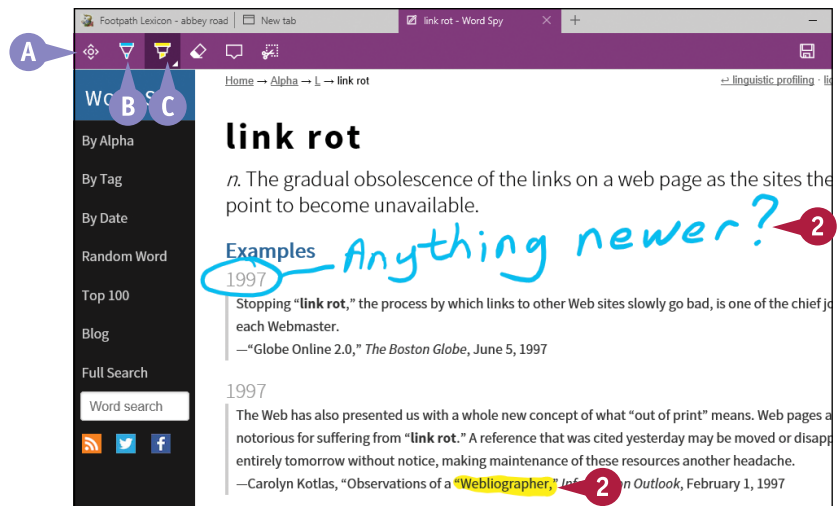 Footpath Lexicon - abbey road New tab link rot - Word Spy
A
B C
Home → Alpha → L → link rot ↩ linguistic profiling ·
By Alpha
By Tag
By Date
Random Word
Top 100
Blog
Full Search
Word search
link rot
n. The gradual obsolescence of the links on a web page as the sites the
point to become unavailable.
Anything newer?
2
Examples
1997
Stopping “link rot,” the process by which links to other Web sites slowly go bad, is one of the chief
each Webmaster.
—“Globe Online 2.0,” The Boston Globe, June 5, 1997
1997
The Web has also presented us with a whole new concept of what “out of print” means. Web pages a
notorious for suffering from “link rot.” A reference that was cited yesterday may be moved or disapp
entirely tomorrow without notice, making maintenance of these resources another headache.
—Carolyn Kotlas, “Observations of a “Webliographer,” 2 on Outlook, February 1, 1997